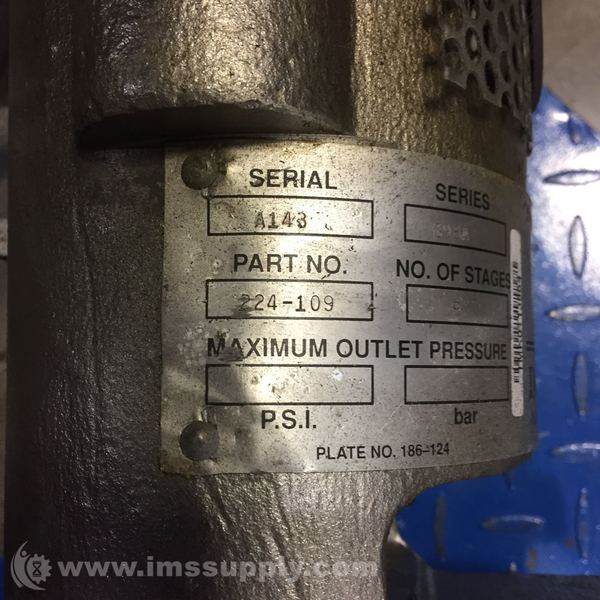 SERIAL
SERIES
A143
PART NO.
NO. OF STAGES
224-109
MAXIMUM OUTLET PRESSURE
P.S.I.
bar
PLATE NO. 186-124
www.imssupply.com